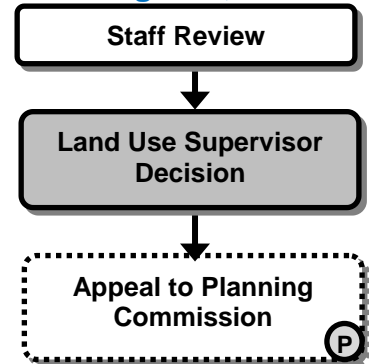 Staff Review
Land Use Supervisor
Decision
Appeal to Planning
Commission
P